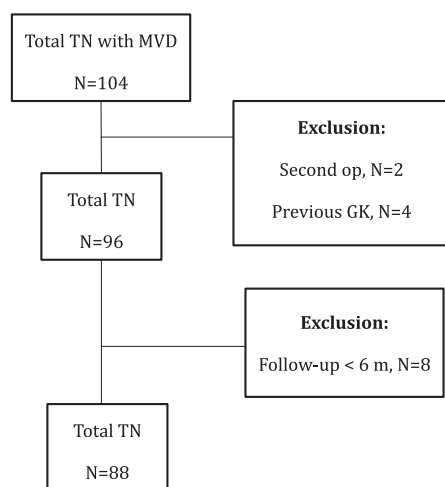 Total TN with MVD
N=104
Exclusion:
Second op, N=2
Previous GK, N=4
Total TN
N=96
Exclusion:
Follow-up < 6 m, N=8
Total TN
N=88